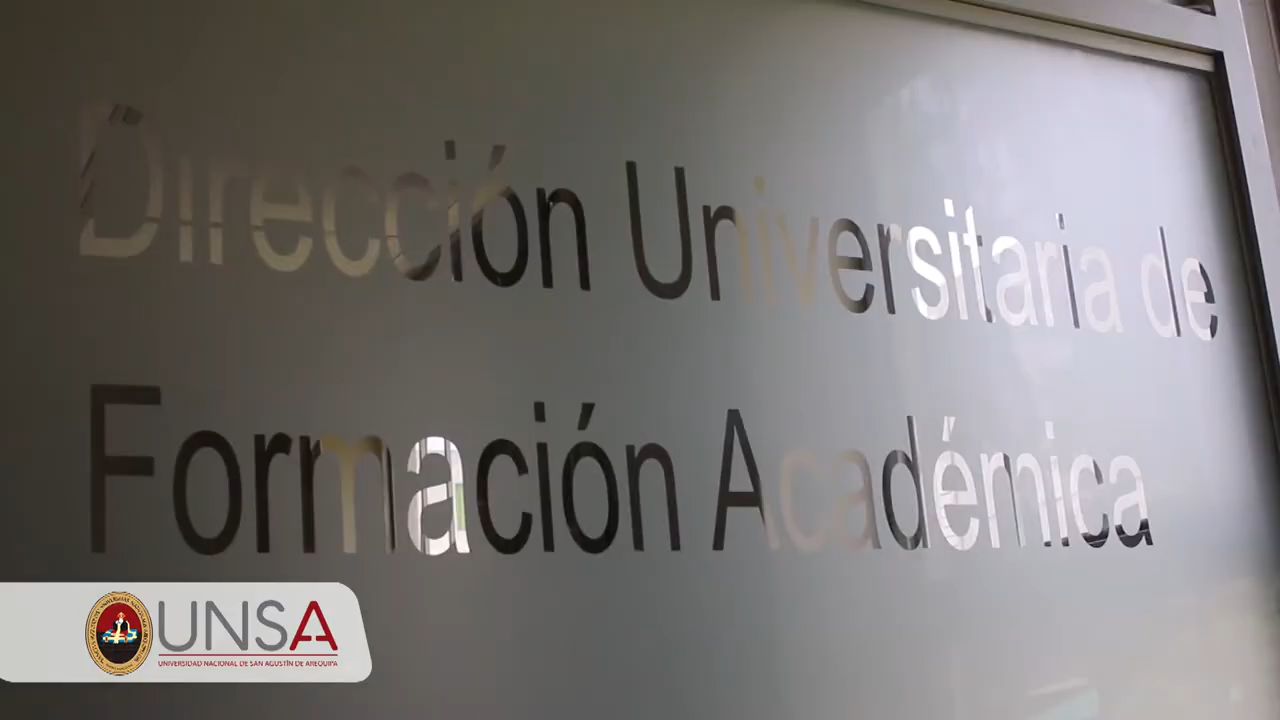 Dirección Universitaria de
Formación Académica
UNSA
UNIVERSIDAD NACIONAL DE SAN AGUSTÍN DE AREQUIPA